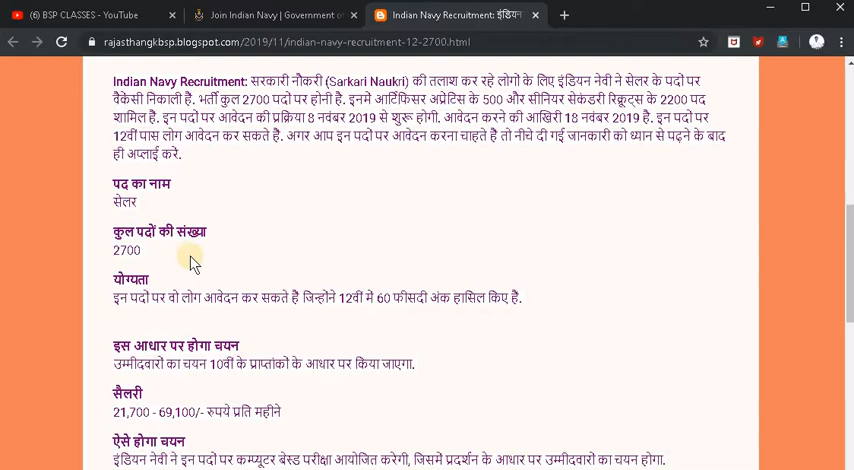 (6) BSP CLASSES - YouTube
Join Indian Navy | Government of
Indian Navy Recruitment: इंडियन
rajasthangkbsp.blogspot.com/2019/11/indian-navy-recruitment-12-2700.html
Indian Navy Recruitment: सरकारी नौकरी (Sarkari Naukri) की तलाश कर रहे लोगों के लिए इंडियन नेवी ने सेलर के पदों पर
वैकेंसी निकाली है. भर्ती कुल 2700 पदों पर होनी है. इनमें आर्टिफिसर अप्रेंटिस के 500 और सीनियर सेकेंडरी रिक्रूट्स के 2200 पद
शामिल है. इन पदों पर आवेदन की प्रक्रिया 8 नवंबर 2019 से शुरू होगी. आवेदन करने की आखिरी 18 नवंबर 2019 है. इन पदों पर
12वीं पास लोग आवेदन कर सकते हैं. अगर आप इन पदों पर आवेदन करना चाहते हैं तो नीचे दी गई जानकारी को ध्यान से पढ़ने के बाद
ही अप्लाई करें.
पद का नाम
सेलर
कुल पदों की संख्या
2700
योग्यता
इन पदों पर वो लोग आवेदन कर सकते हैं जिन्होंने 12वीं में 60 फीसदी अंक हासिल किए हैं.
इस आधार पर होगा चयन
उम्मीदवारों का चयन 10वीं के प्राप्तांकों के आधार पर किया जाएगा.
सैलरी
21,700 - 69,100/- रुपये प्रति महीने
ऐसे होगा चयन
इंडियन नेवी ने इन पदों पर कम्प्यूटर बेस्ड परीक्षा आयोजित करेगी, जिसमें प्रदर्शन के आधार पर उम्मीदवारों का चयन होगा.